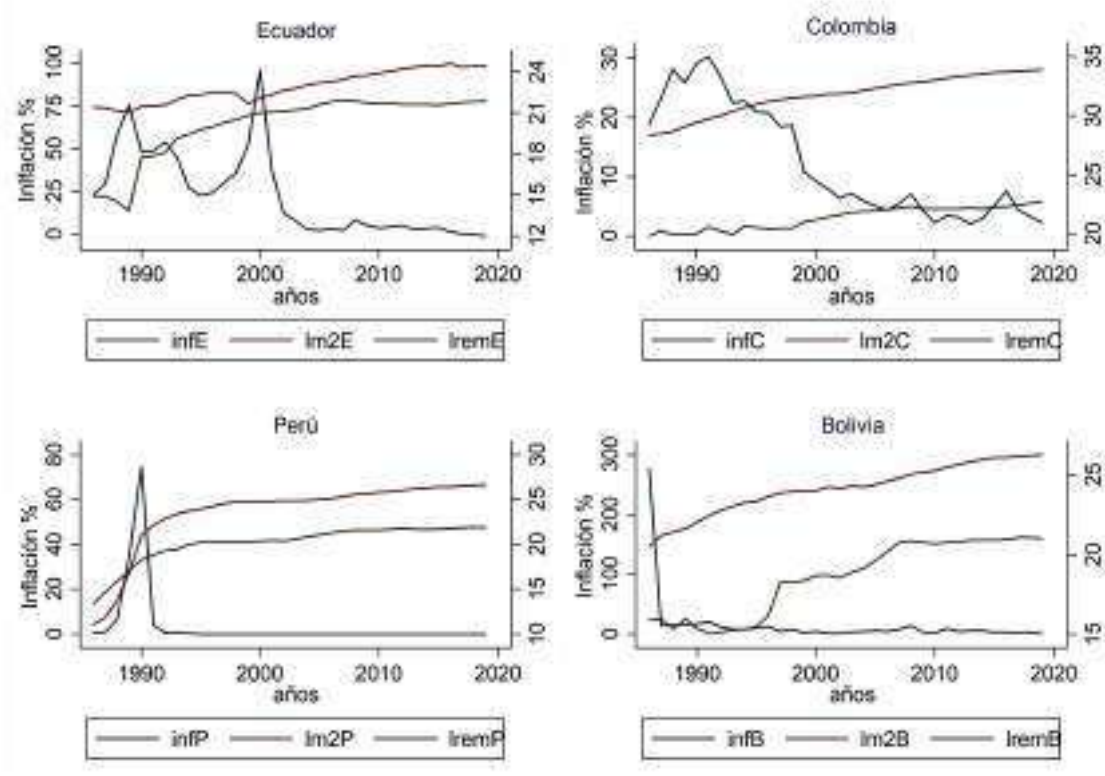 Ecuador
Inflación %
0 25 50 75 100
12 15 18 21 24
1990 2000 2010 2020
años
infE lm2E lremE
Colombia
Inflación %
0 10 20 30
20 25 30 35
1990 2000 2010 2020
años
infC lm2C lremC
Perú
Inflación %
0 20 40 60 80
10 15 20 25 30
1990 2000 2010 2020
años
infP lm2P lremP
Bolivia
Inflación %
0 100 200 300
15 20 25
1990 2000 2010 2020
años
infB lm2B lremB